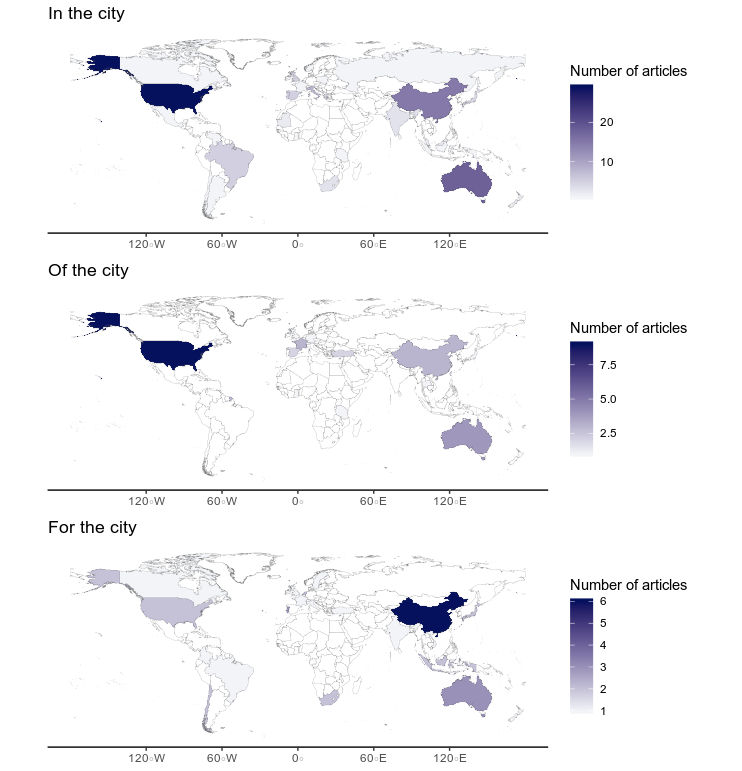 In the city
Number of articles
20
10
120◦W 60◦W 0◦ 60◦E 120◦E
Of the city
Number of articles
7.5
5.0
2.5
120◦W 60◦W 0◦ 60◦E 120◦E
For the city
Number of articles
6
5
4
3
2
1
120◦W 60◦W 0◦ 60◦E 120◦E